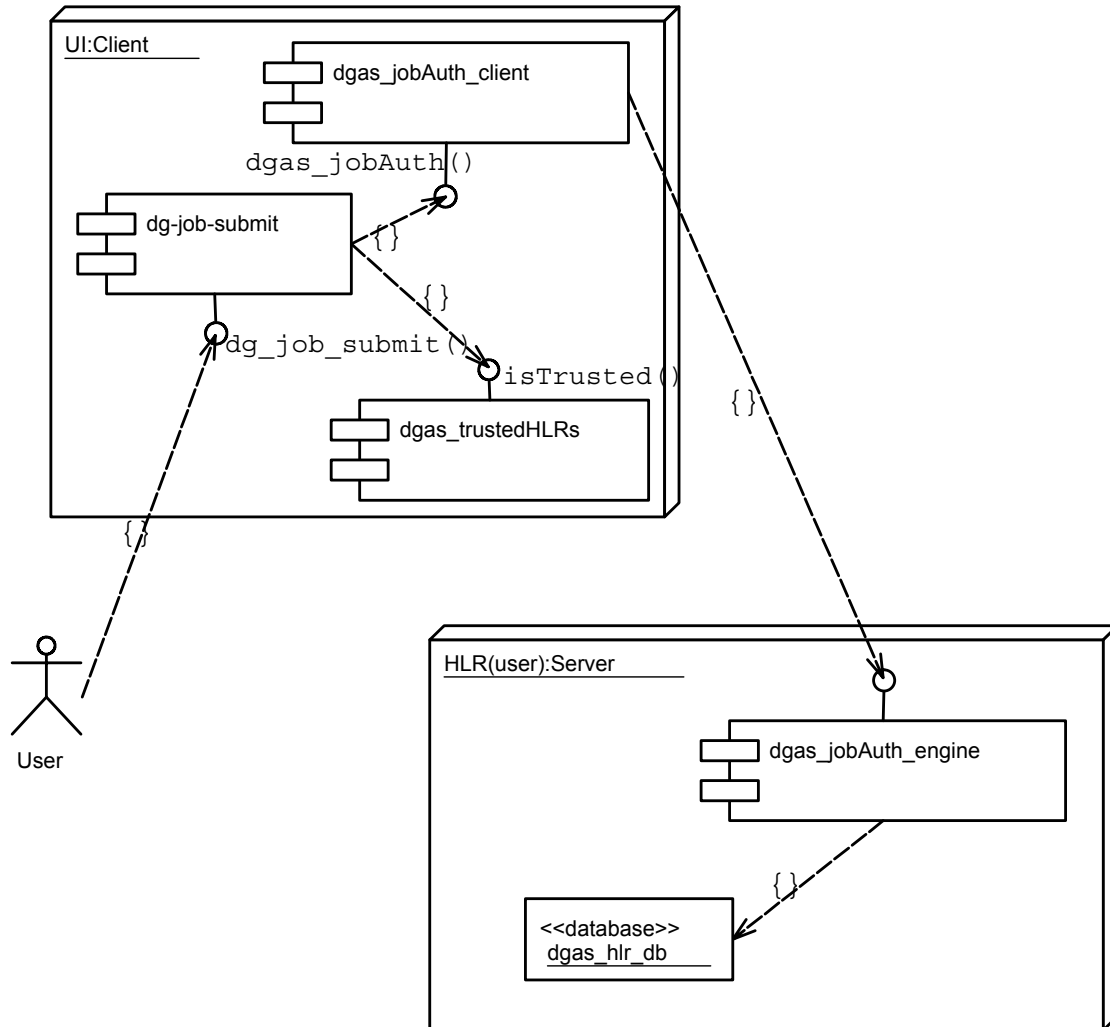 UI:Client
dgas_jobAuth_client
dgas_jobAuth()
dg-job-submit
{ }
{ }
dg_job_submit()
isTrusted()
{ }
dgas_trustedHLRs
{ }
User
HLR(user):Server
dgas_jobAuth_engine
{ }
<<database>>
dgas_hlr_db